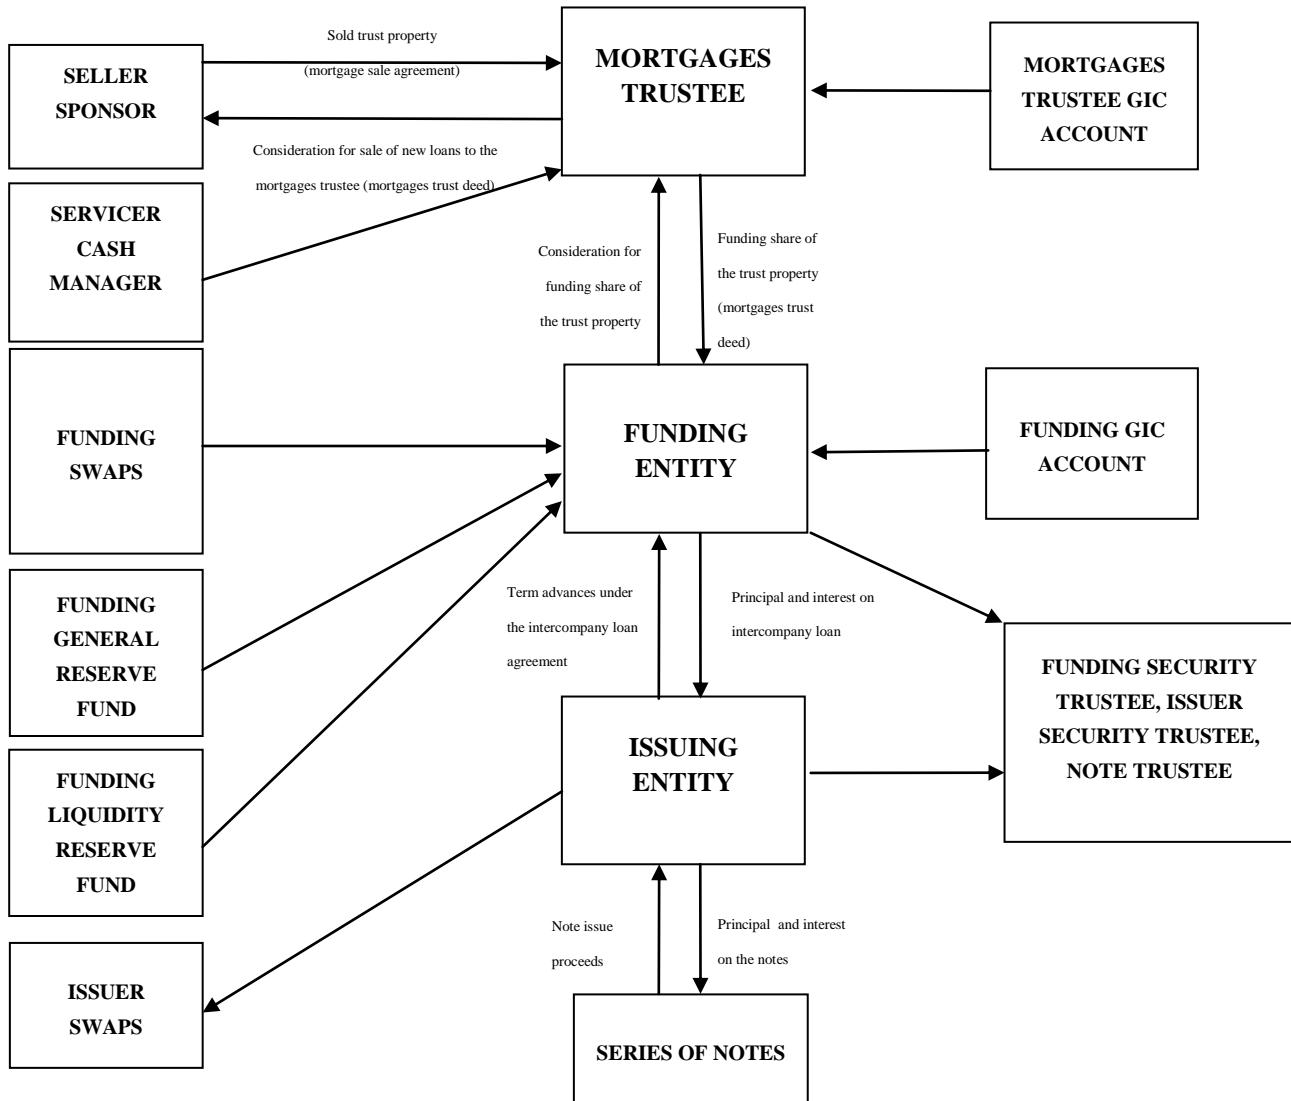 SELLER
SPONSOR
Sold trust property
(mortgage sale agreement)
MORTGAGES
TRUSTEE
MORTGAGES
TRUSTEE GIC
ACCOUNT
Consideration for sale of new loans to the
mortgages trustee (mortgages trust deed)
SERVICER
CASH
MANAGER
Consideration for
funding share of
the trust property
Funding share of
the trust property
(mortgages trust
deed)
FUNDING
SWAPS
FUNDING
ENTITY
FUNDING GIC
ACCOUNT
FUNDING
GENERAL
RESERVE
FUND
Term advances under
the intercompany loan
agreement
Principal and interest on
intercompany loan
FUNDING SECURITY
TRUSTEE, ISSUER
SECURITY TRUSTEE,
NOTE TRUSTEE
FUNDING
LIQUIDITY
RESERVE
FUND
ISSUING
ENTITY
Note issue
proceeds
Principal  and interest
on the notes
ISSUER
SWAPS
SERIES OF NOTES